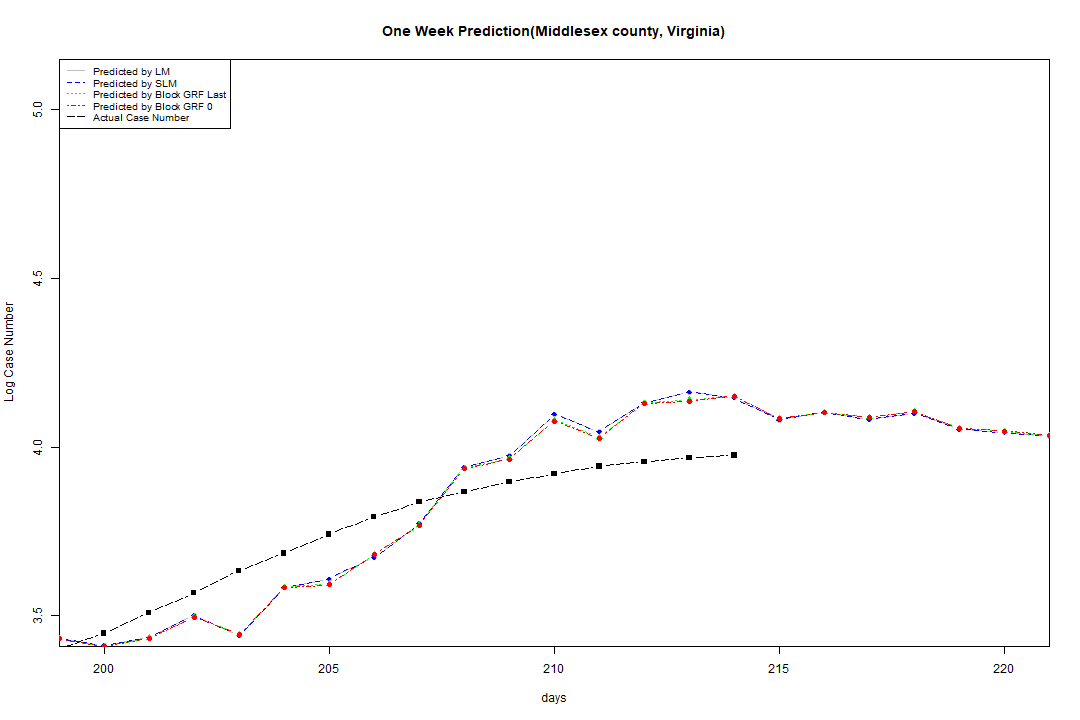 One Week Prediction(Middlesex county, Virginia)
Predicted by LM
Predicted by SLM
Predicted by Block GRF Last
Predicted by Block GRF 0
Actual Case Number
5.0
4.5
4.0
3.5
Log Case Number
200 205 210 215 220
days